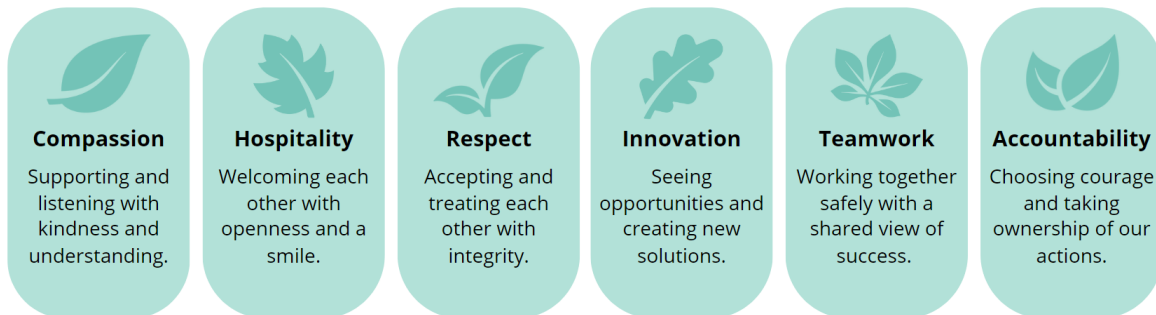 Compassion
Supporting and
listening with
kindness and
understanding.
Hospitality
Welcoming each
other with
openness and a
smile.
Respect
Accepting and
treating each
other with
integrity.
Innovation
Seeing
opportunities and
creating new
solutions.
Teamwork
Working together
safely with a
shared view of
success.
Accountability
Choosing courage
and taking
ownership of our
actions.